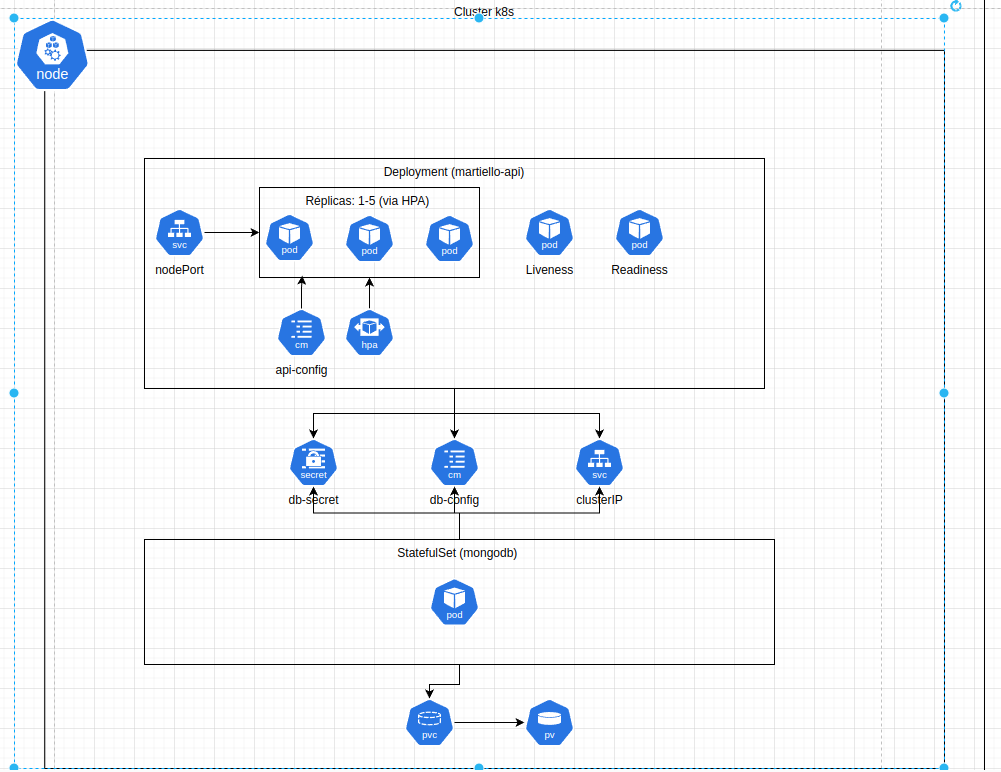 Cluster k8s
node
Deployment (martiello-api)
Réplicas: 1-5 (via HPA)
svc
pod
pod
pod
pod
pod
nodePort
Liveness
Readiness
cm
hpa
api-config
secret
cm
svc
db-secret
db-config
clusterIP
StatefulSet (mongodb)
pod
pvc
pv